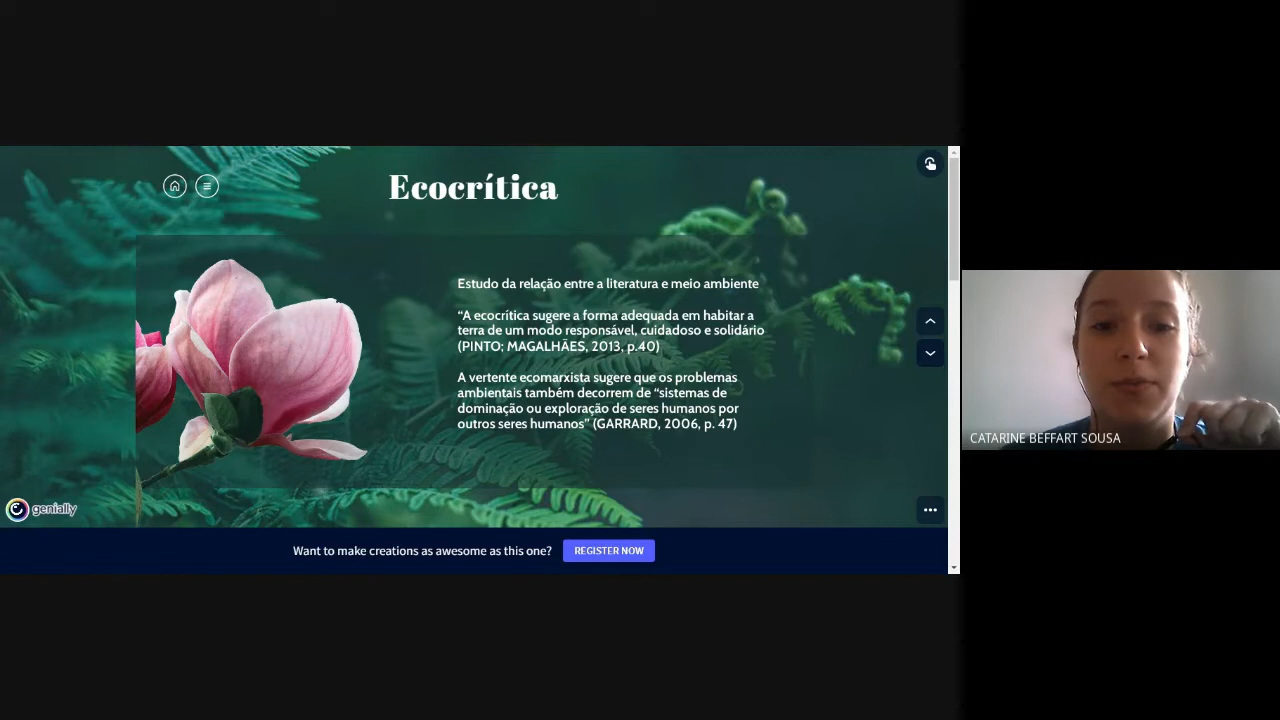 Ecocrítica
Estudo da relação entre a literatura e meio ambiente
“A ecocrítica sugere a forma adequada em habitar a
terra de um modo responsável, cuidadoso e solidário
(PINTO; MAGALHÃES, 2013, p.40)
A vertente ecomarxista sugere que os problemas
ambientais também decorrem de “sistemas de
dominação ou exploração de seres humanos por
outros seres humanos” (GARRARD, 2006, p. 47)
CATARINE BEFFART SOUSA
genially
Want to make creations as awesome as this one?
REGISTER NOW